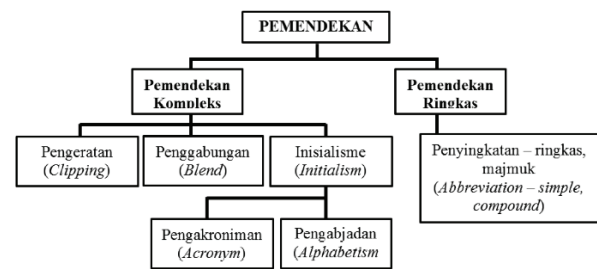 PEMENDEKAN
Pemendekan
Kompleks
Pemendekan
Ringkas
Pengeratan
(Clipping)
Penggabungan
(Blend)
Inisialisme
(Initialism)
Penyingkatan – ringkas,
majmuk
(Abbreviation – simple,
compound)
Pengakroniman
(Acronym)
Pengabjadan
(Alphabetism